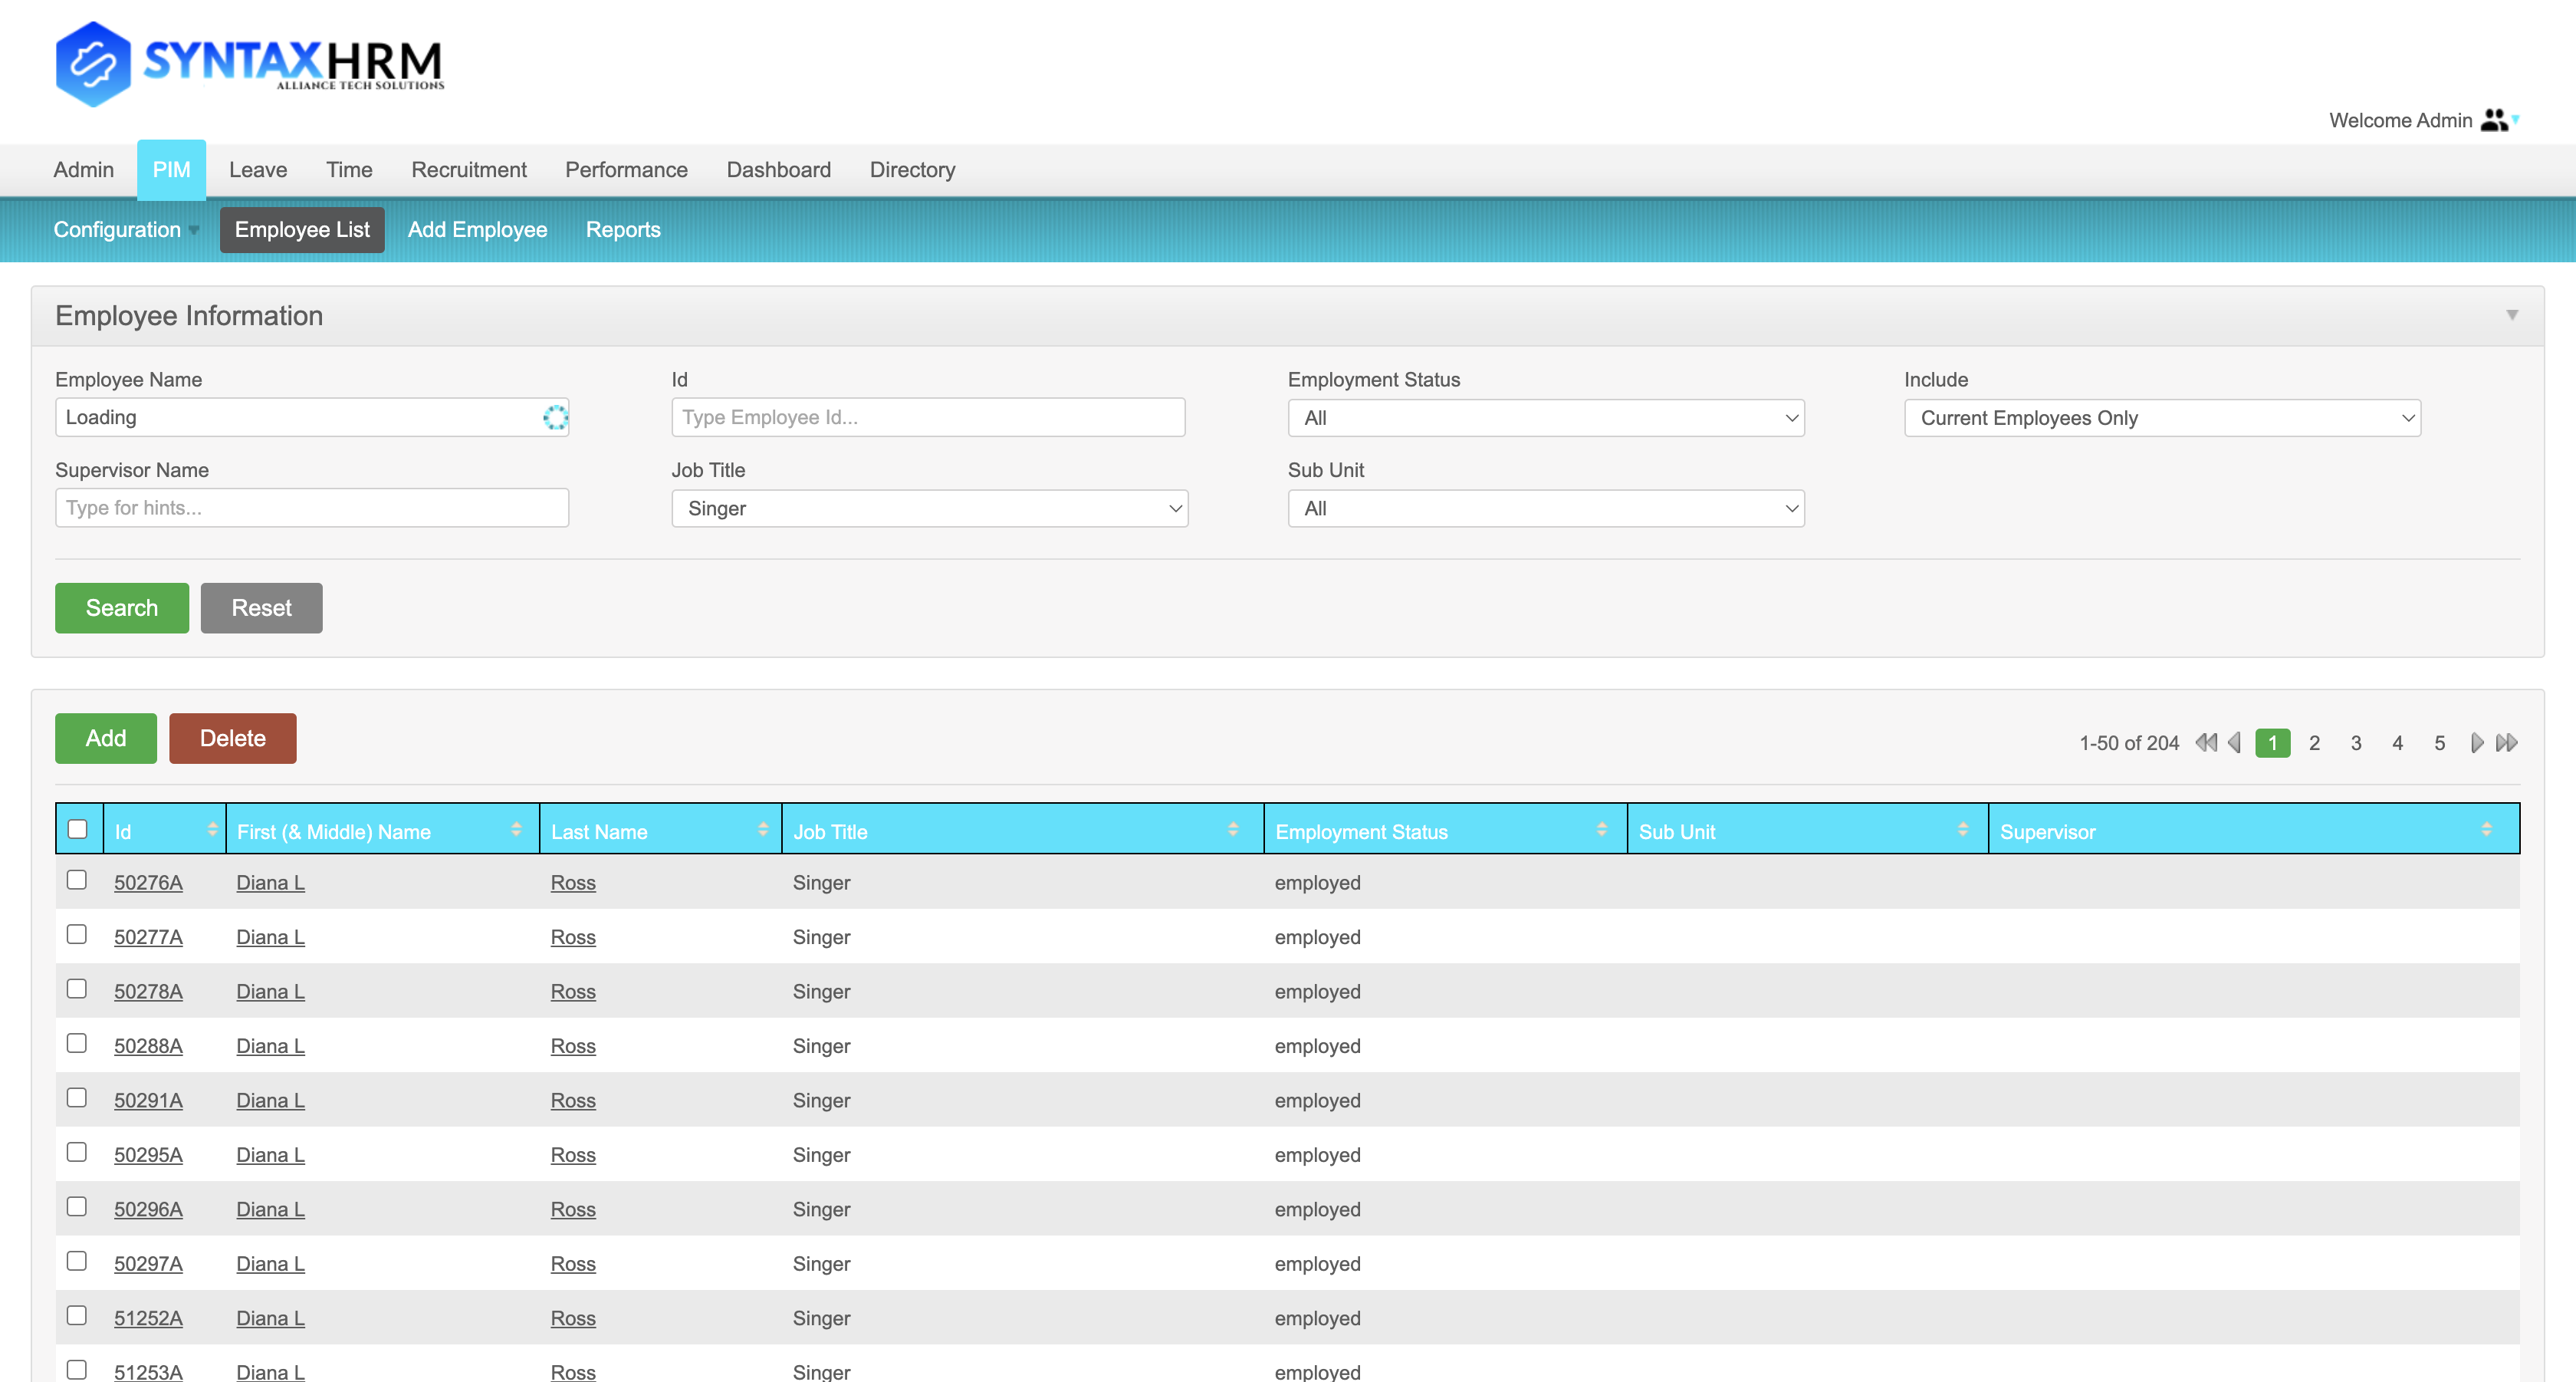 SYNTAXHRM
ALLIANCE TECH SOLUTIONS
Welcome Admin
Admin PIM Leave Time Recruitment Performance Dashboard Directory
Configuration Employee List Add Employee Reports
Employee Information
Employee Name Id Employment Status Include
Loading Type Employee Id... All Current Employees Only
Supervisor Name Job Title Sub Unit
Type for hints... Singer All
Search Reset
Add Delete 1-50 of 204 1 2 3 4 5
Id First (& Middle) Name Last Name Job Title Employment Status Sub Unit Supervisor
50276A Diana L Ross Singer employed
50277A Diana L Ross Singer employed
50278A Diana L Ross Singer employed
50288A Diana L Ross Singer employed
50291A Diana L Ross Singer employed
50295A Diana L Ross Singer employed
50296A Diana L Ross Singer employed
50297A Diana L Ross Singer employed
51252A Diana L Ross Singer employed
51253A Diana L Ross Singer employed